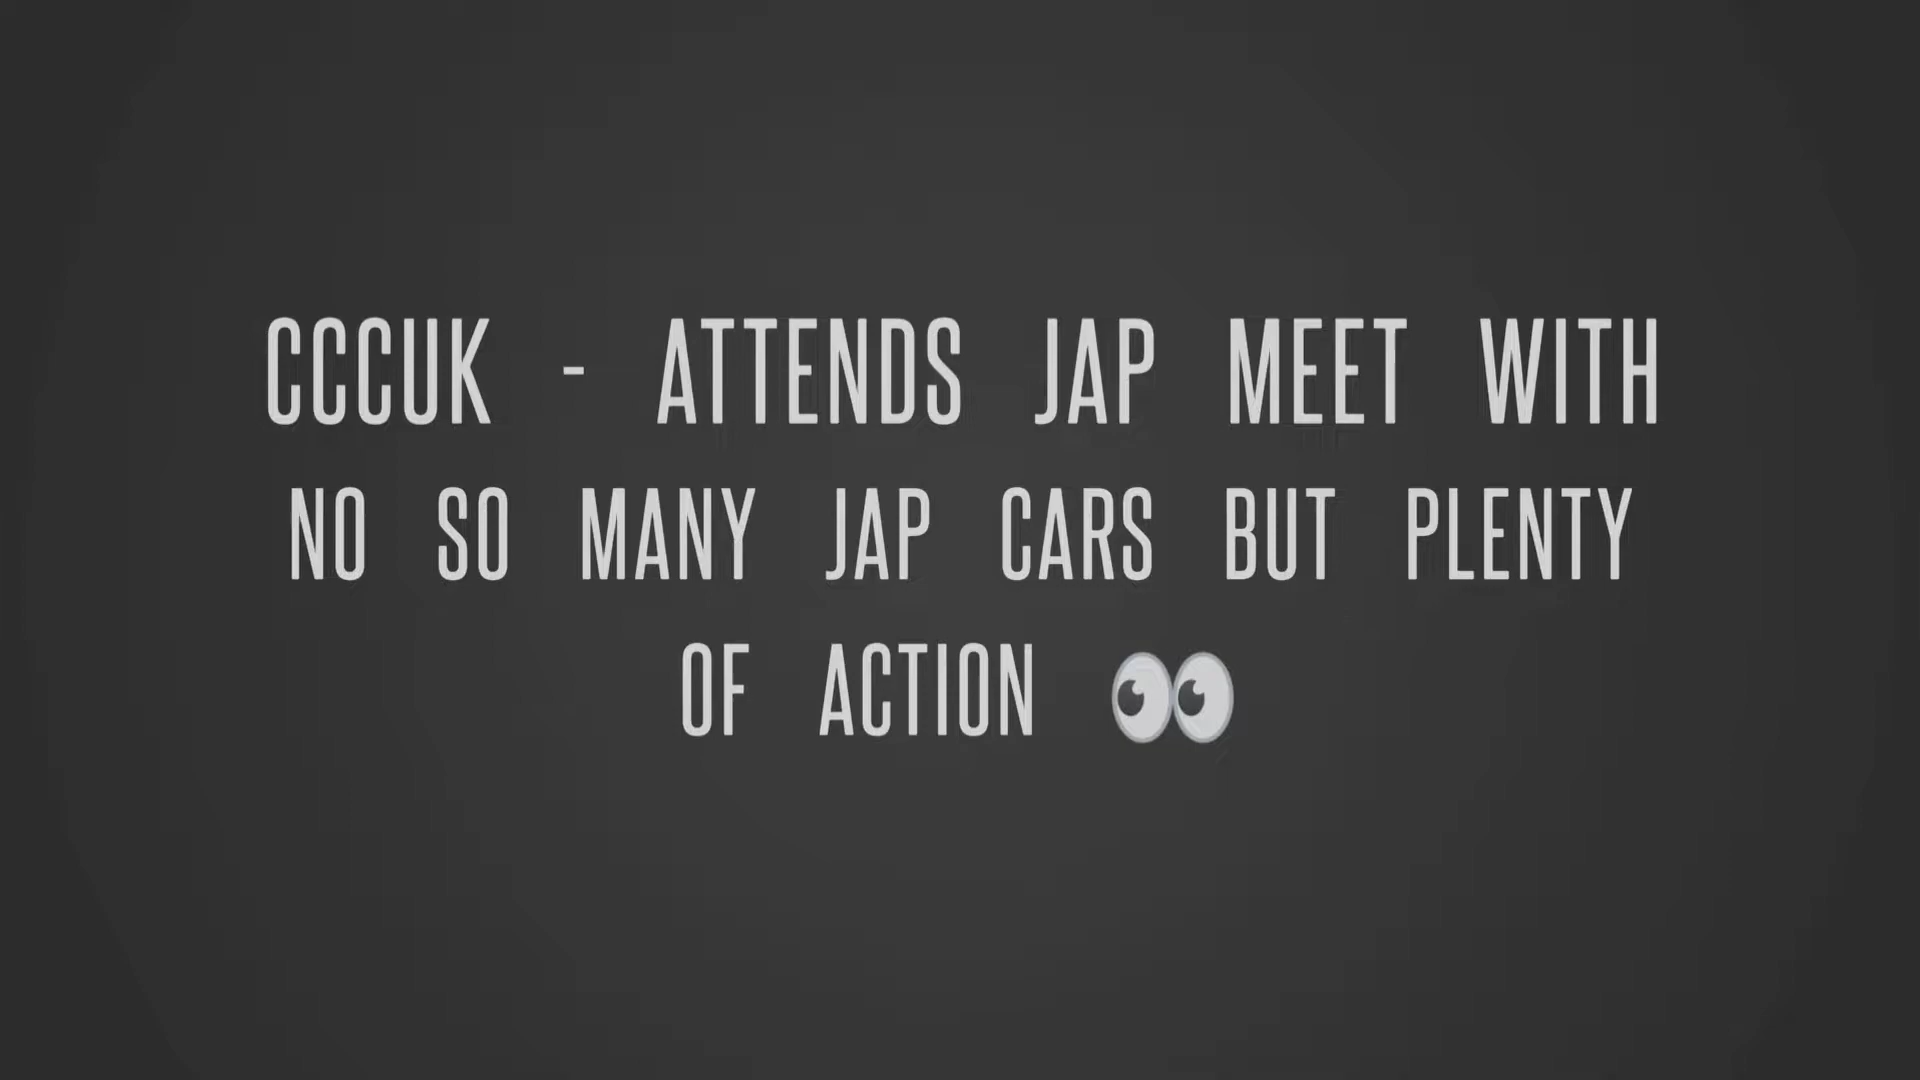 CCCUK - ATTENDS JAP MEET WITH
NO SO MANY JAP CARS BUT PLENTY
OF ACTION 👀